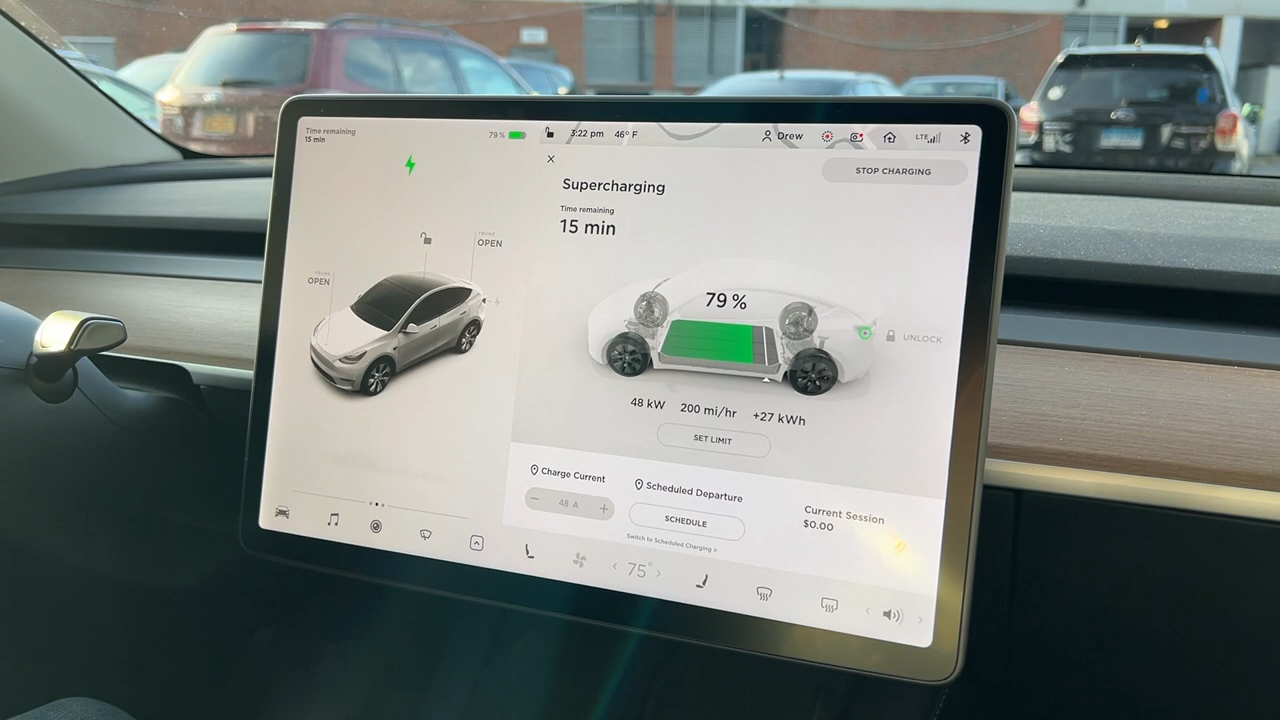 Time remaining
15 min
79 %
3:22 pm
46° F
Drew
LTE
STOP CHARGING
Supercharging
Time remaining
15 min
TRUNK
OPEN
TRUNK
OPEN
79 %
UNLOCK
48 kW 200 mi/hr +27 kWh
SET LIMIT
Charge Current
− 48 A +
Scheduled Departure
SCHEDULE
Switch to Scheduled Charging >
Current Session
$0.00
‹ 75° ›